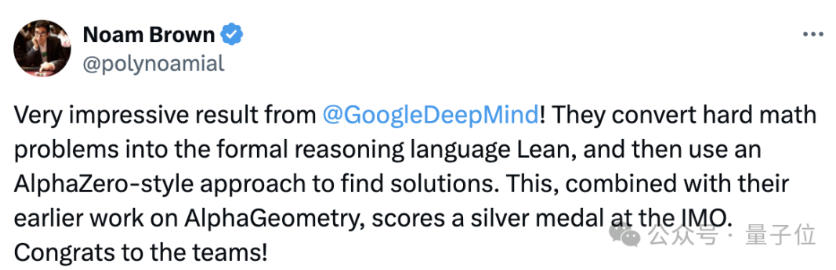 Noam Brown
@polynoamial
Very impressive result from @GoogleDeepMind! They convert hard math
problems into the formal reasoning language Lean, and then use an
AlphaZero-style approach to find solutions. This, combined with their
earlier work on AlphaGeometry, scores a silver medal at the IMO.
Congrats to the teams!
公众号 · 量子位